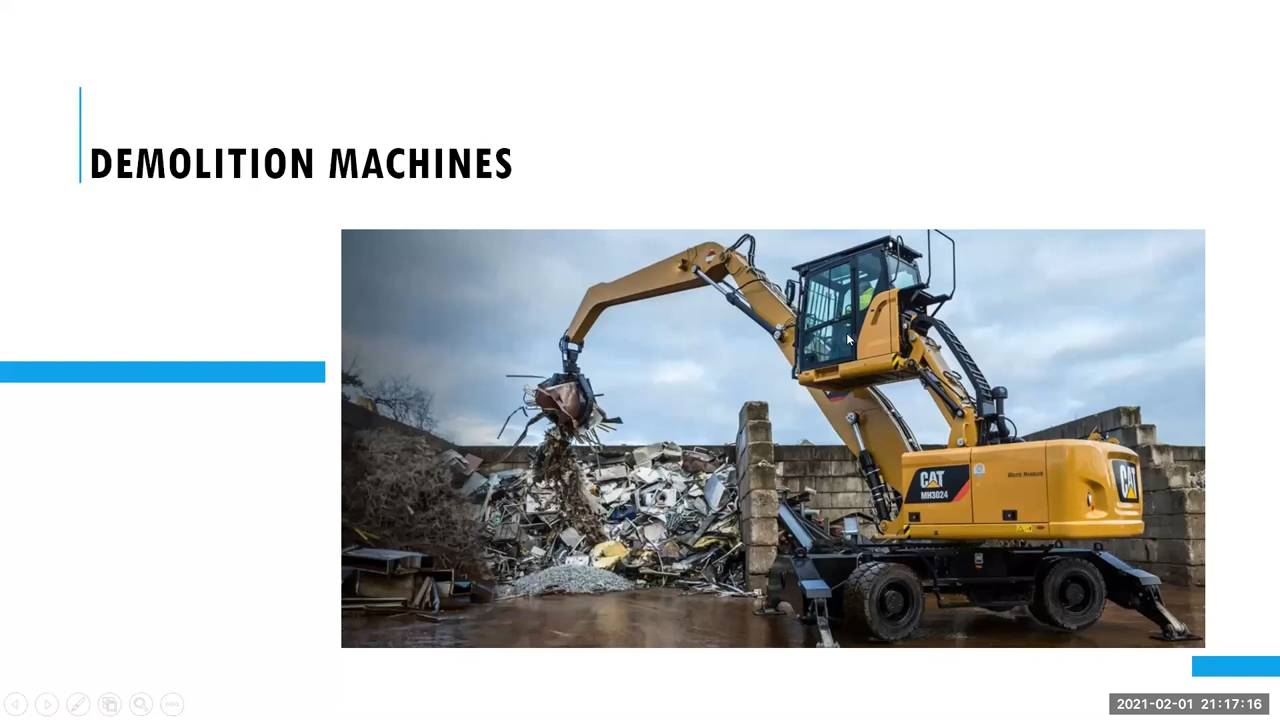 DEMOLITION MACHINES
CAT
MH3024
CAT
2021-02-01 21:17:16